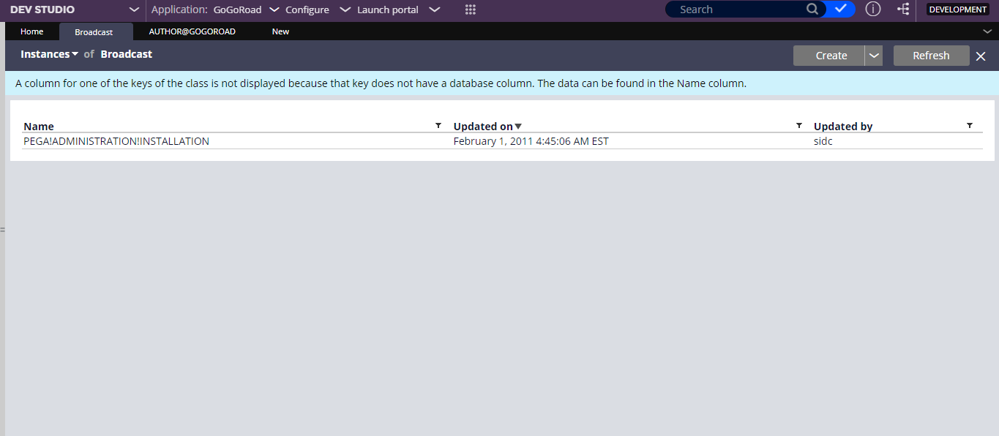 DEV STUDIO Application: GoGoRoad Configure Launch portal Search DEVELOPMENT
Home Broadcast AUTHOR@GOGOROAD New
Instances of Broadcast Create Refresh
A column for one of the keys of the class is not displayed because that key does not have a database column. The data can be found in the Name column.
Name Updated on Updated by
PEGA!ADMINISTRATION!INSTALLATION February 1, 2011 4:45:06 AM EST sidc